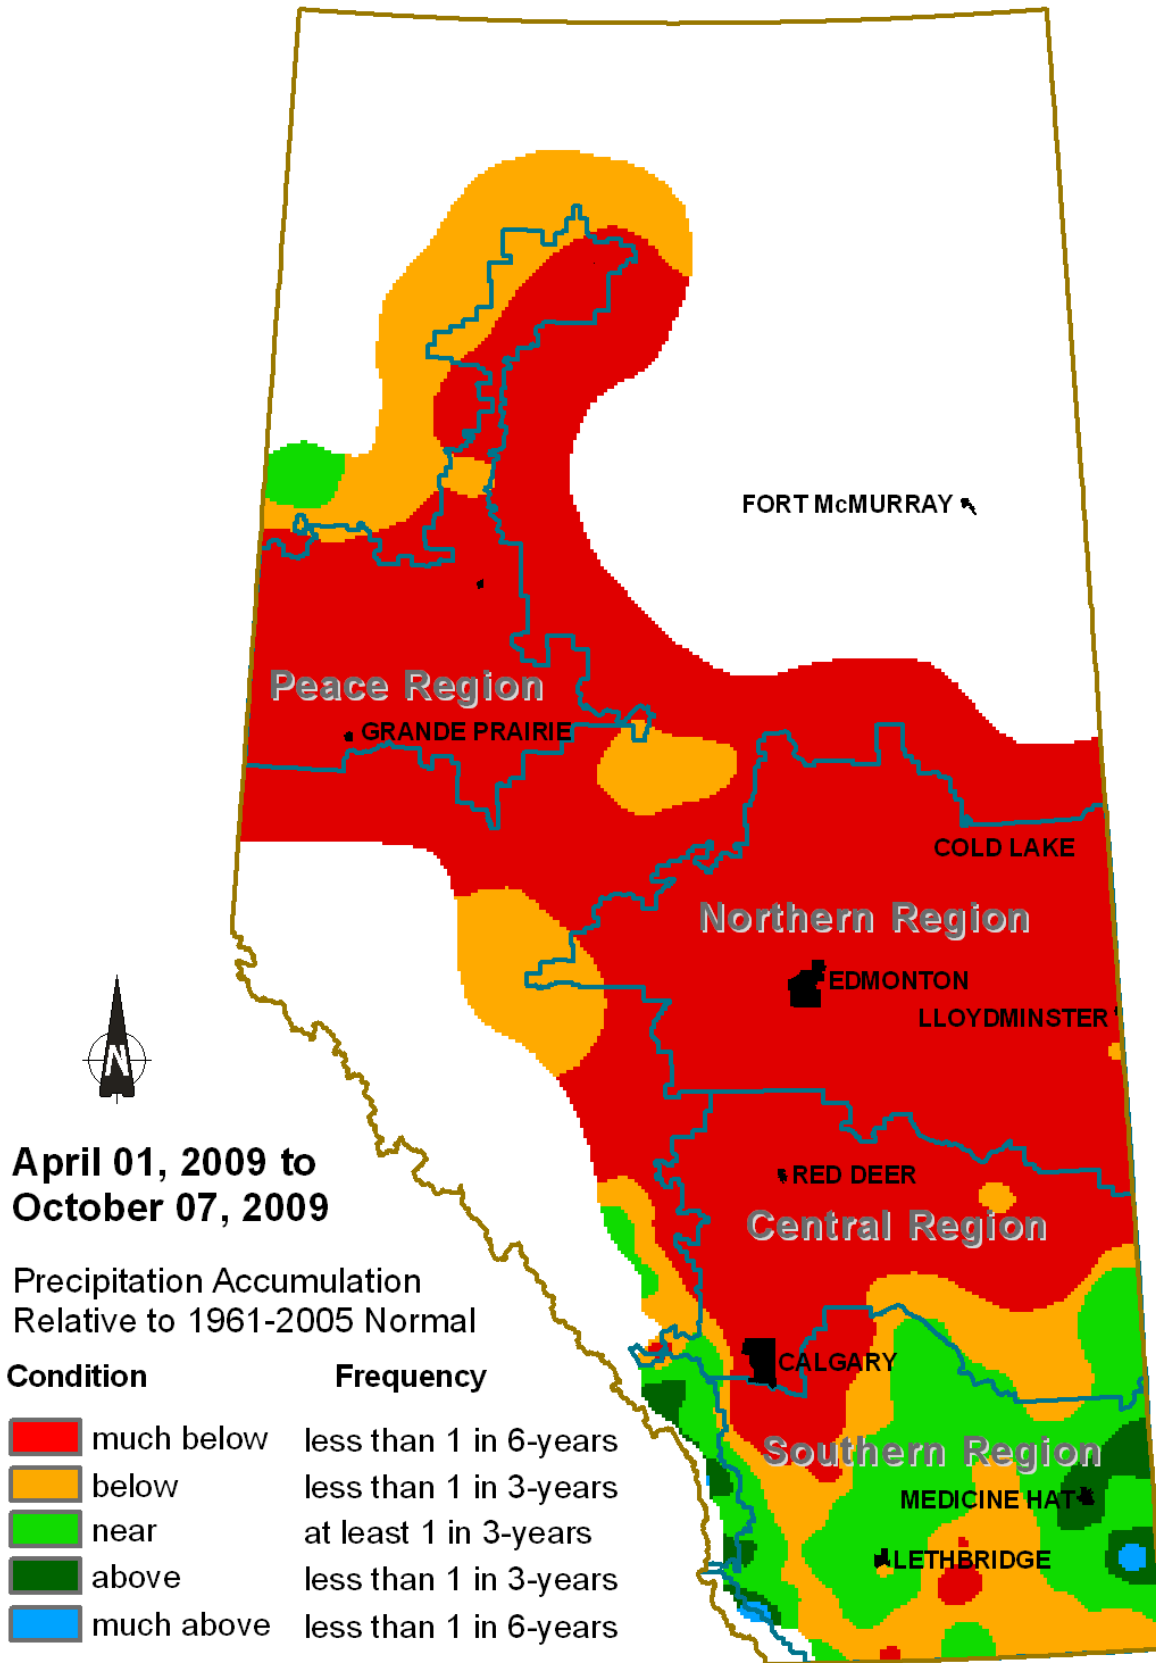 FORT McMURRAY
Peace Region
GRANDE PRAIRIE
COLD LAKE
Northern Region
EDMONTON
LLOYDMINSTER
N
April 01, 2009 to
October 07, 2009
RED DEER
Central Region
Precipitation Accumulation
Relative to 1961-2005 Normal
CALGARY
Condition Frequency
much below less than 1 in 6-years
Southern Region
below less than 1 in 3-years
MEDICINE HAT
near at least 1 in 3-years
LETHBRIDGE
above less than 1 in 3-years
much above less than 1 in 6-years